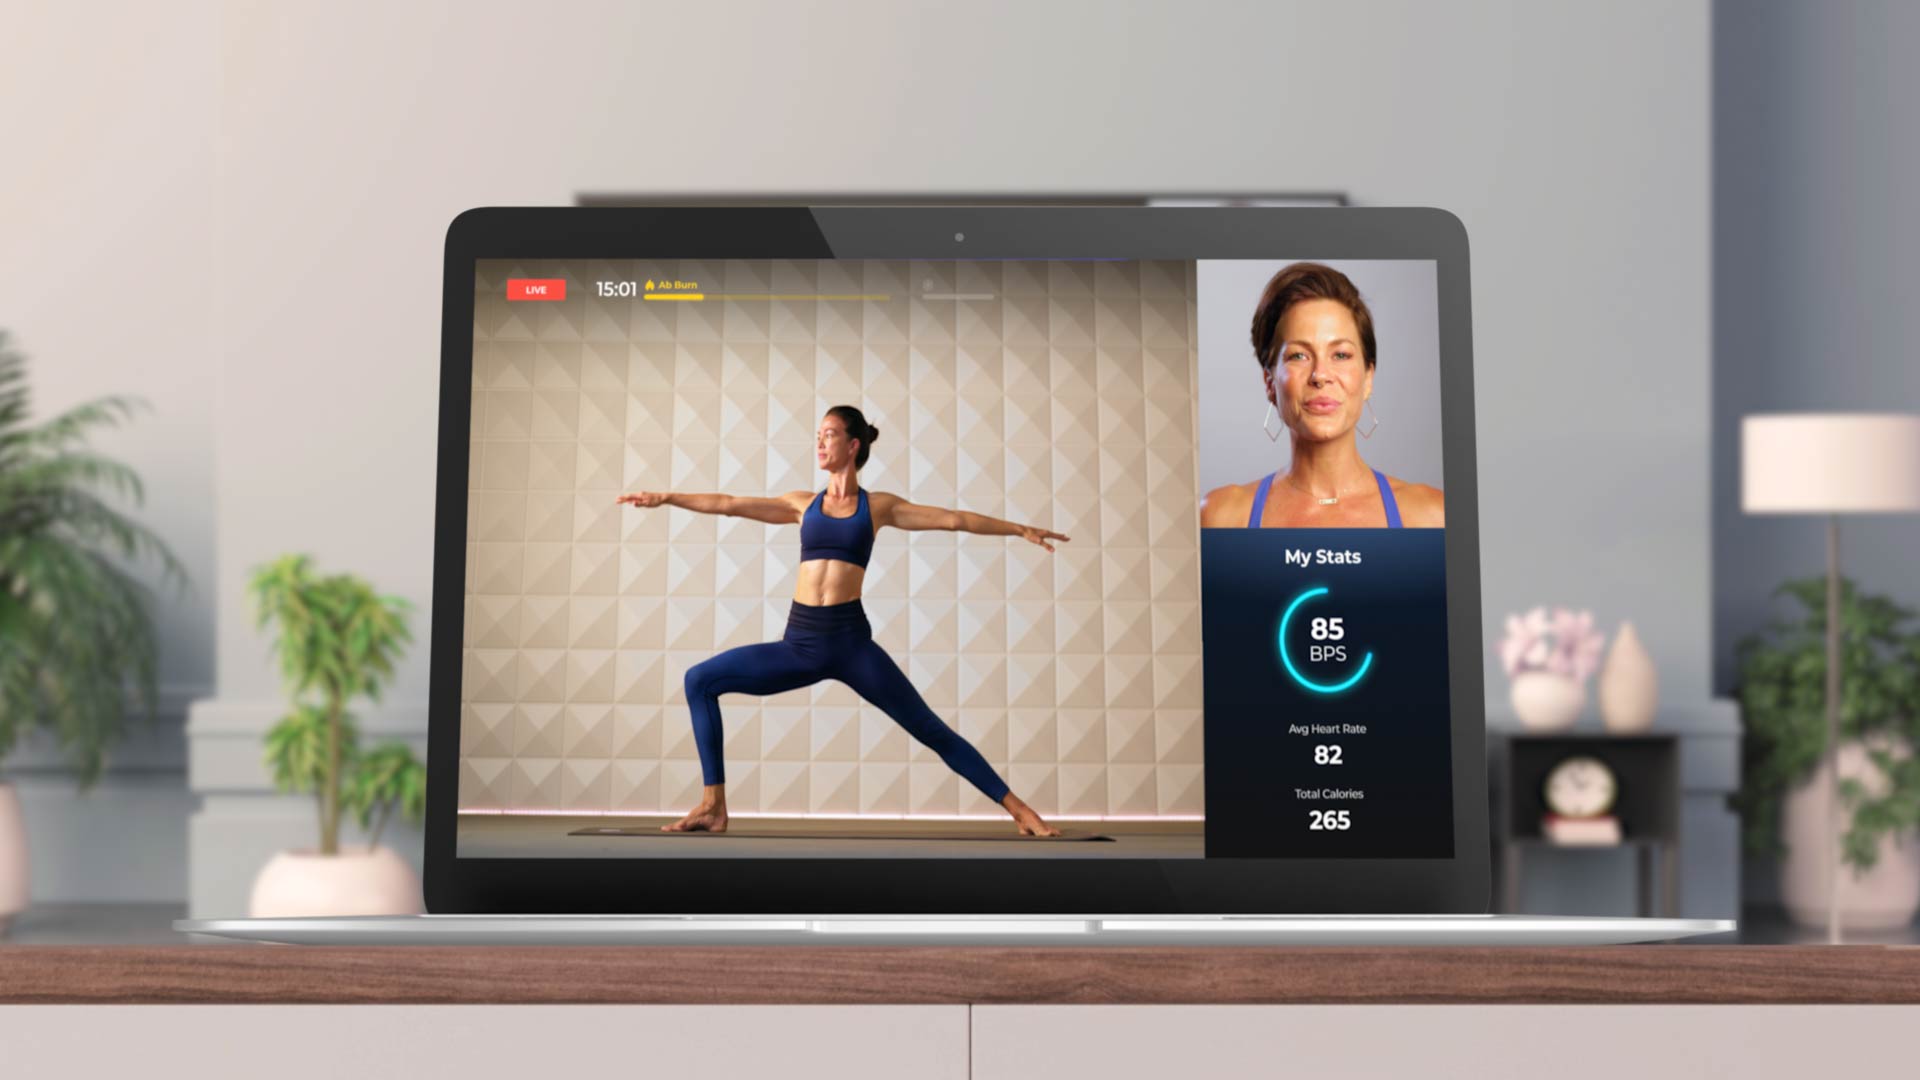 LIVE
15:01
Ab Burn
My Stats
85
BPS
Avg Heart Rate
82
Total Calories
265